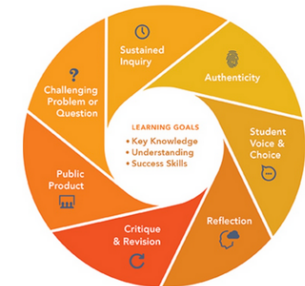 LEARNING GOALS
• Key Knowledge
• Understanding
• Success Skills
?
Challenging
Problem or
Question
Sustained
Inquiry
Authenticity
Student
Voice &
Choice
Reflection
Critique
& Revision
Public
Product